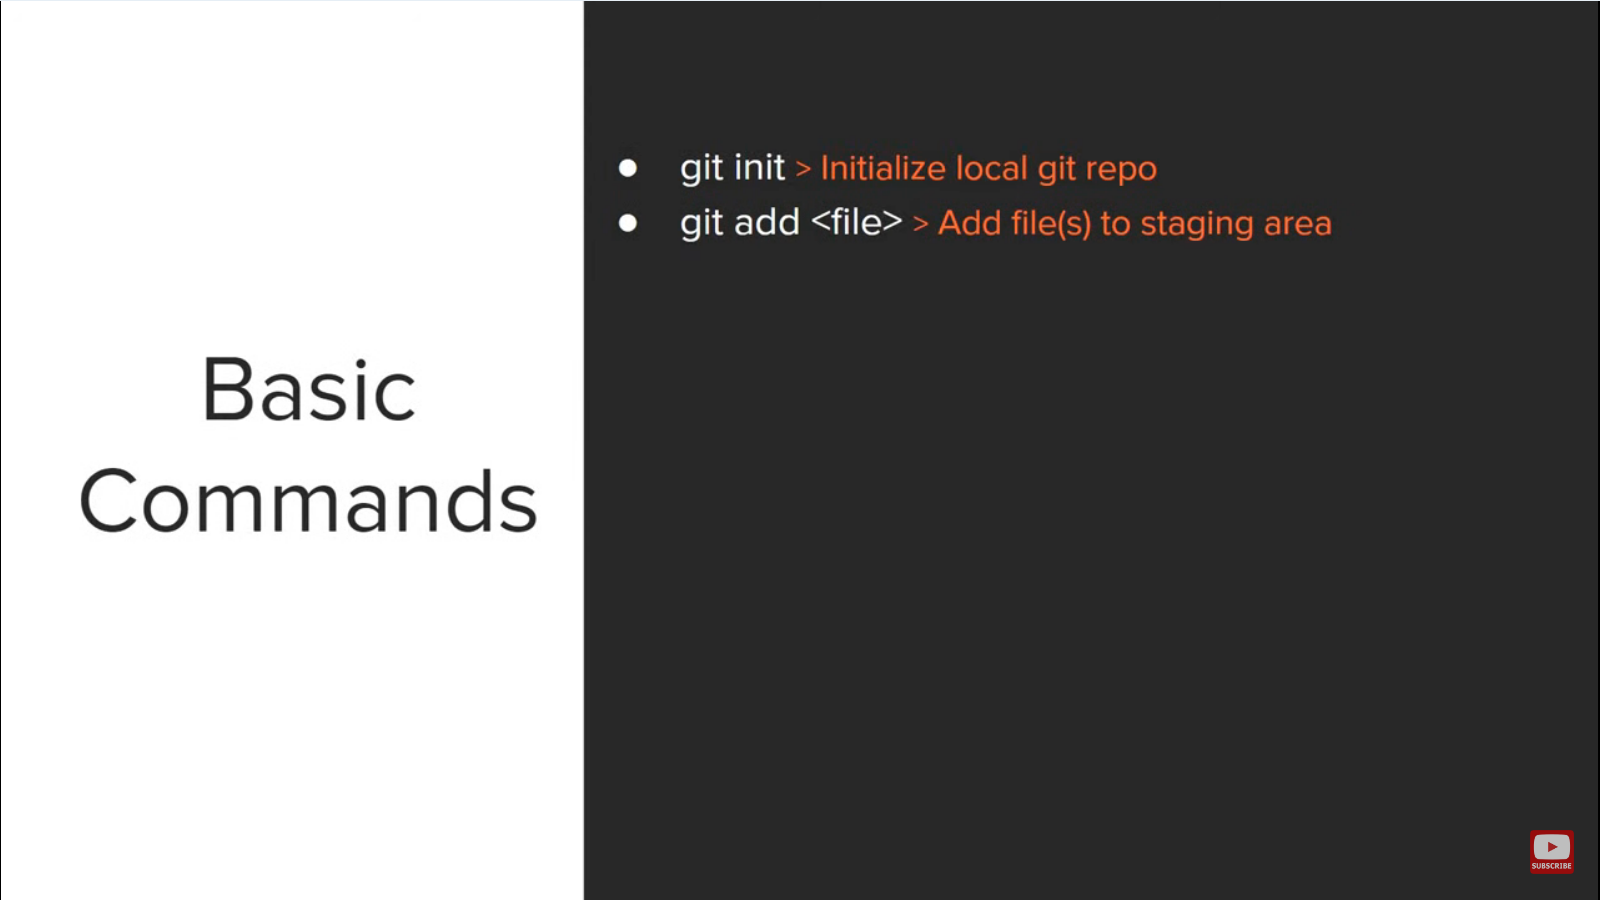 Basic
Commands
● git init > Initialize local git repo
● git add <file> > Add file(s) to staging area
SUBSCRIBE